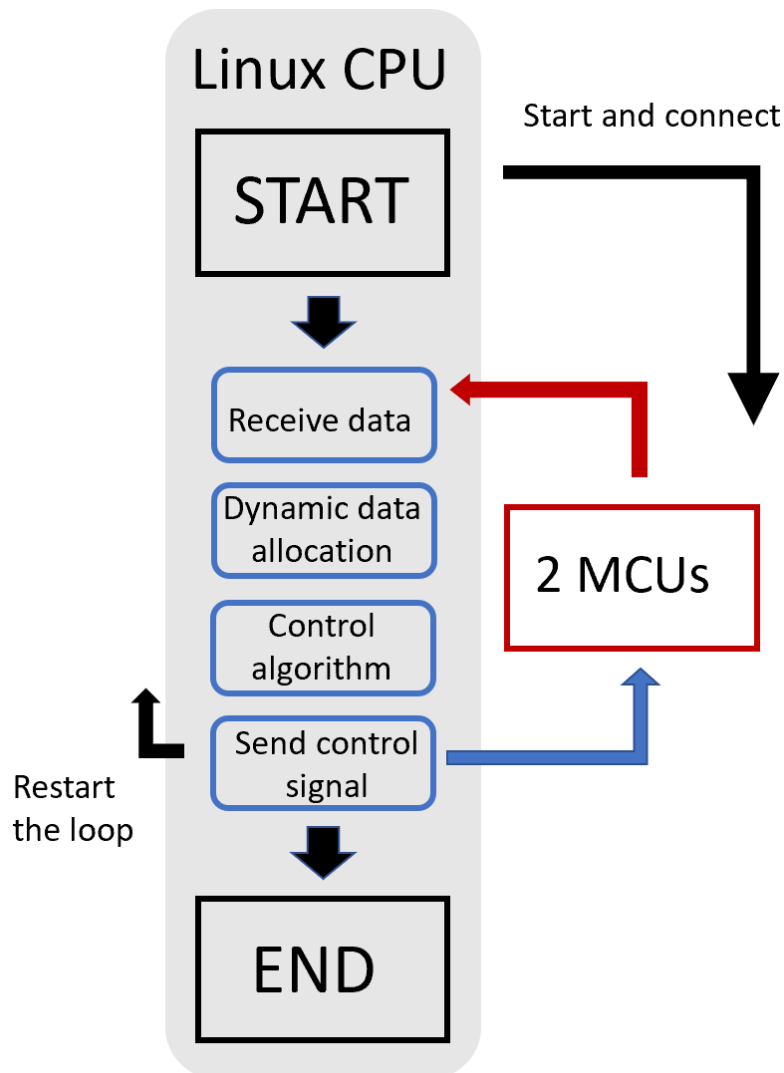 Linux CPU
Start and connect
START
Receive data
Dynamic data
allocation
2 MCUs
Control
algorithm
Send control
signal
Restart
the loop
END